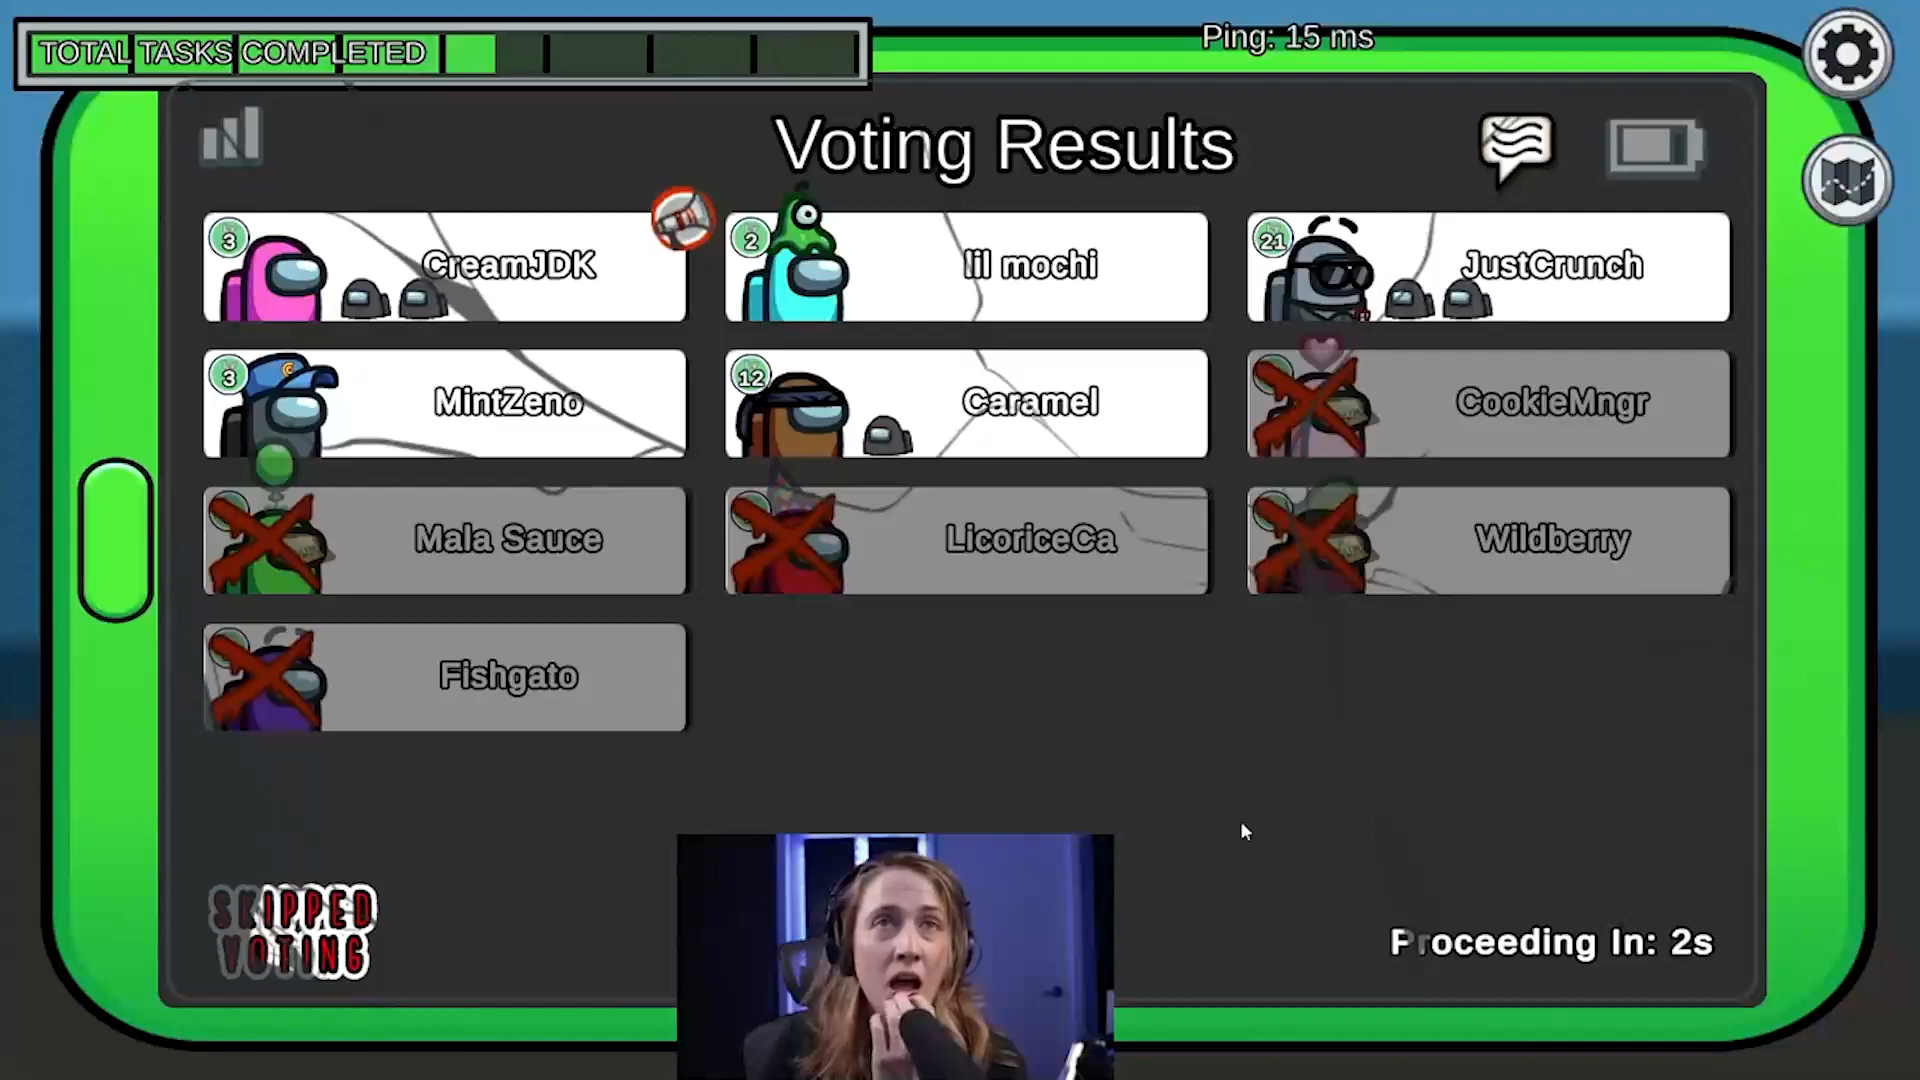 TOTAL TASKS COMPLETED
Ping: 15 ms
Voting Results
3
CreamJDK
2
lil mochi
21
JustCrunch
3
MintZeno
12
Caramel
CookieMngr
Mala Sauce
LicoriceCa
Wildberry
Fishgato
SKIPPED
VOTING
Proceeding In: 2s